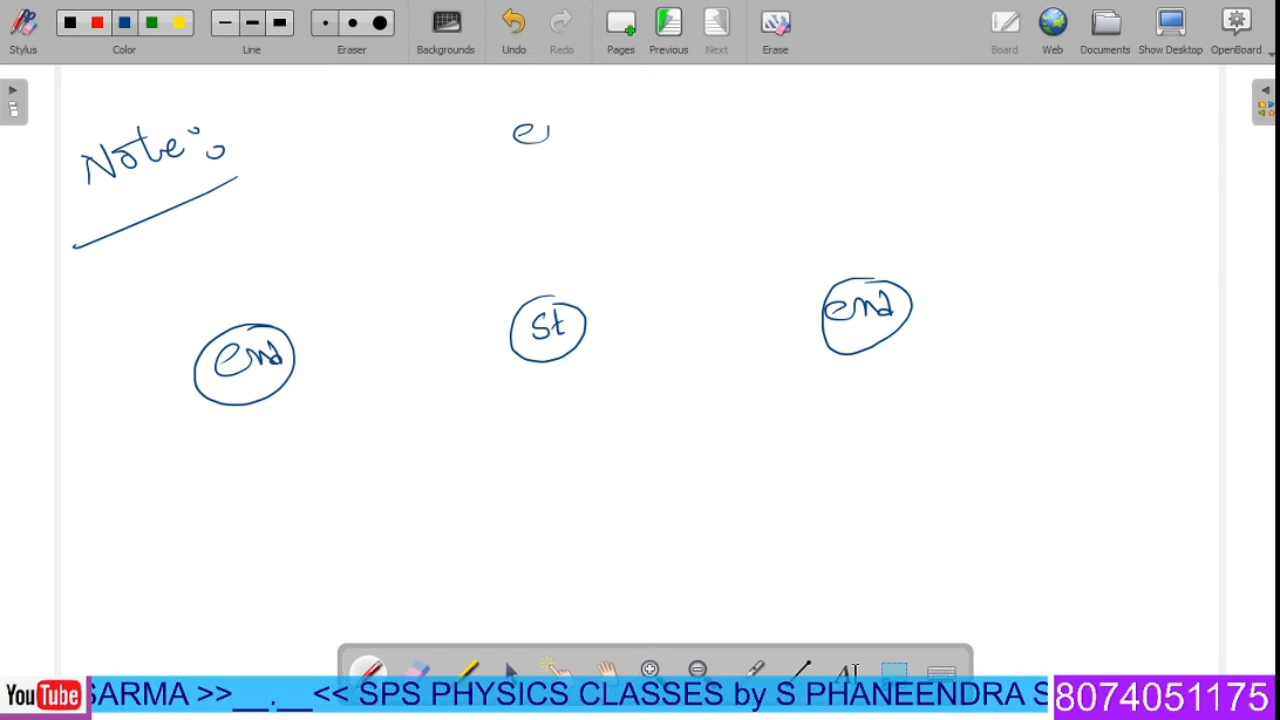 Stylus
Color
Line
Eraser
Backgrounds
Undo
Redo
Pages
Previous
Next
Erase
Board
Web
Documents
Show Desktop
OpenBoard
Note:
end
st
end
YouTube
SARMA >>__.__<< SPS PHYSICS CLASSES by S PHANEENDRA S
8074051175